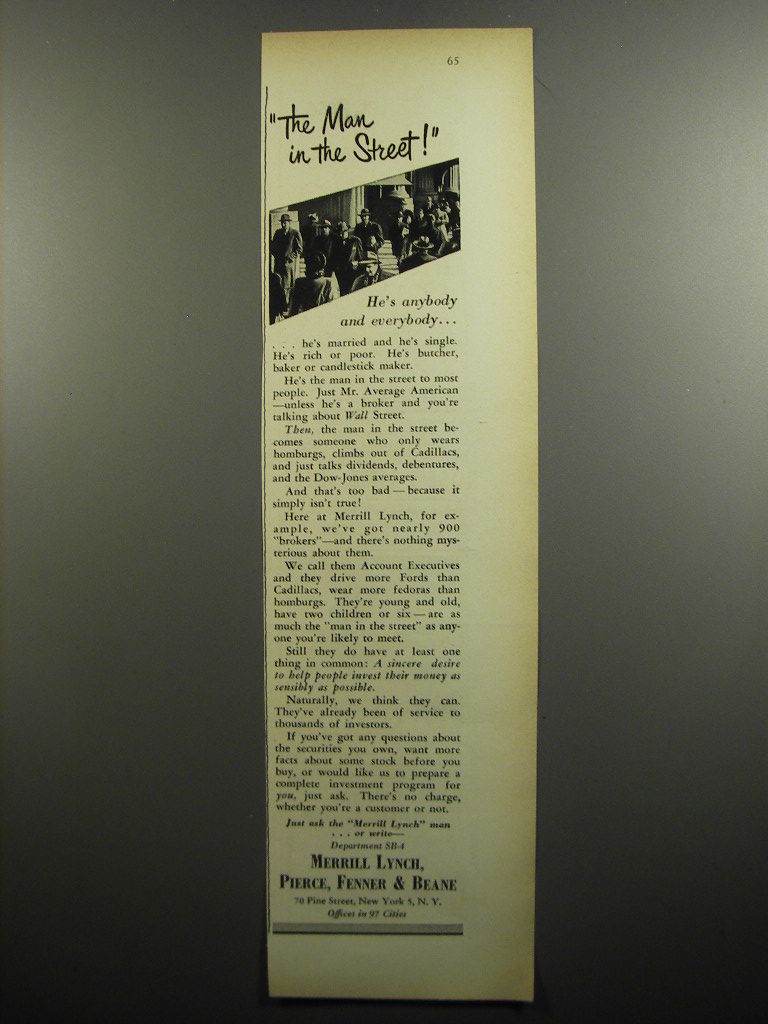 65
"The Man
in the Street!"
He's anybody
and everybody...
. . . he's married and he's single.
He's rich or poor. He's butcher,
baker or candlestick maker.
He's the man in the street to most
people. Just Mr. Average American
—unless he's a broker and you're
talking about Wall Street.
Then, the man in the street be-
comes someone who only wears
homburgs, climbs out of Cadillacs,
and just talks dividends, debentures,
and the Dow-Jones averages.
And that's too bad — because it
simply isn't true!
Here at Merrill Lynch, for ex-
ample, we've got nearly 900
"brokers"—and there's nothing mys-
terious about them.
We call them Account Executives
and they drive more Fords than
Cadillacs, wear more fedoras than
homburgs. They're young and old,
have two children or six — are as
much the "man in the street" as any-
one you're likely to meet.
Still they do have at least one
thing in common: A sincere desire
to help people invest their money as
sensibly as possible.
Naturally, we think they can.
They've already been of service to
thousands of investors.
If you've got any questions about
the securities you own, want more
facts about some stock before you
buy, or would like us to prepare a
complete investment program for
you, just ask. There's no charge,
whether you're a customer or not.
Just ask the "Merrill Lynch" man
. . . or write—
Department SB-4
MERRILL LYNCH,
PIERCE, FENNER & BEANE
70 Pine Street, New York 5, N. Y.
Offices in 97 Cities